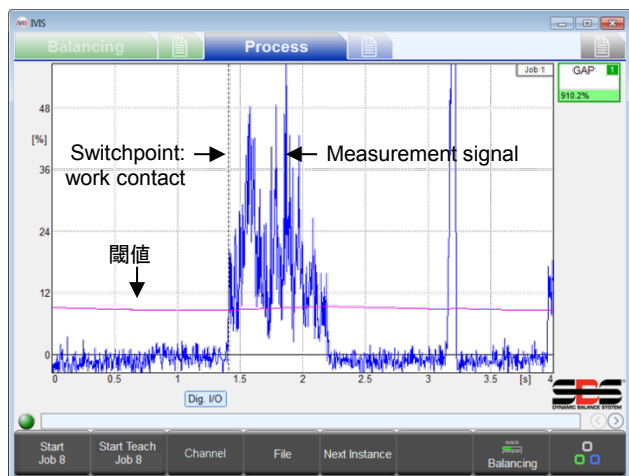 IVIS
Balancing
Process
Job 1
GAP 1
910.2%
48
[%]
36
24
12
0
Switchpoint:
work contact
Measurement signal
閾値
0 0.5 1 1.5 2 2.5 3 3.5 [s] 4
Dig. I/O
SBS
DYNAMIC BALANCE SYSTEM
Start
Job 8
Start Teach
Job 8
Channel
File
Next Instance
Balancing